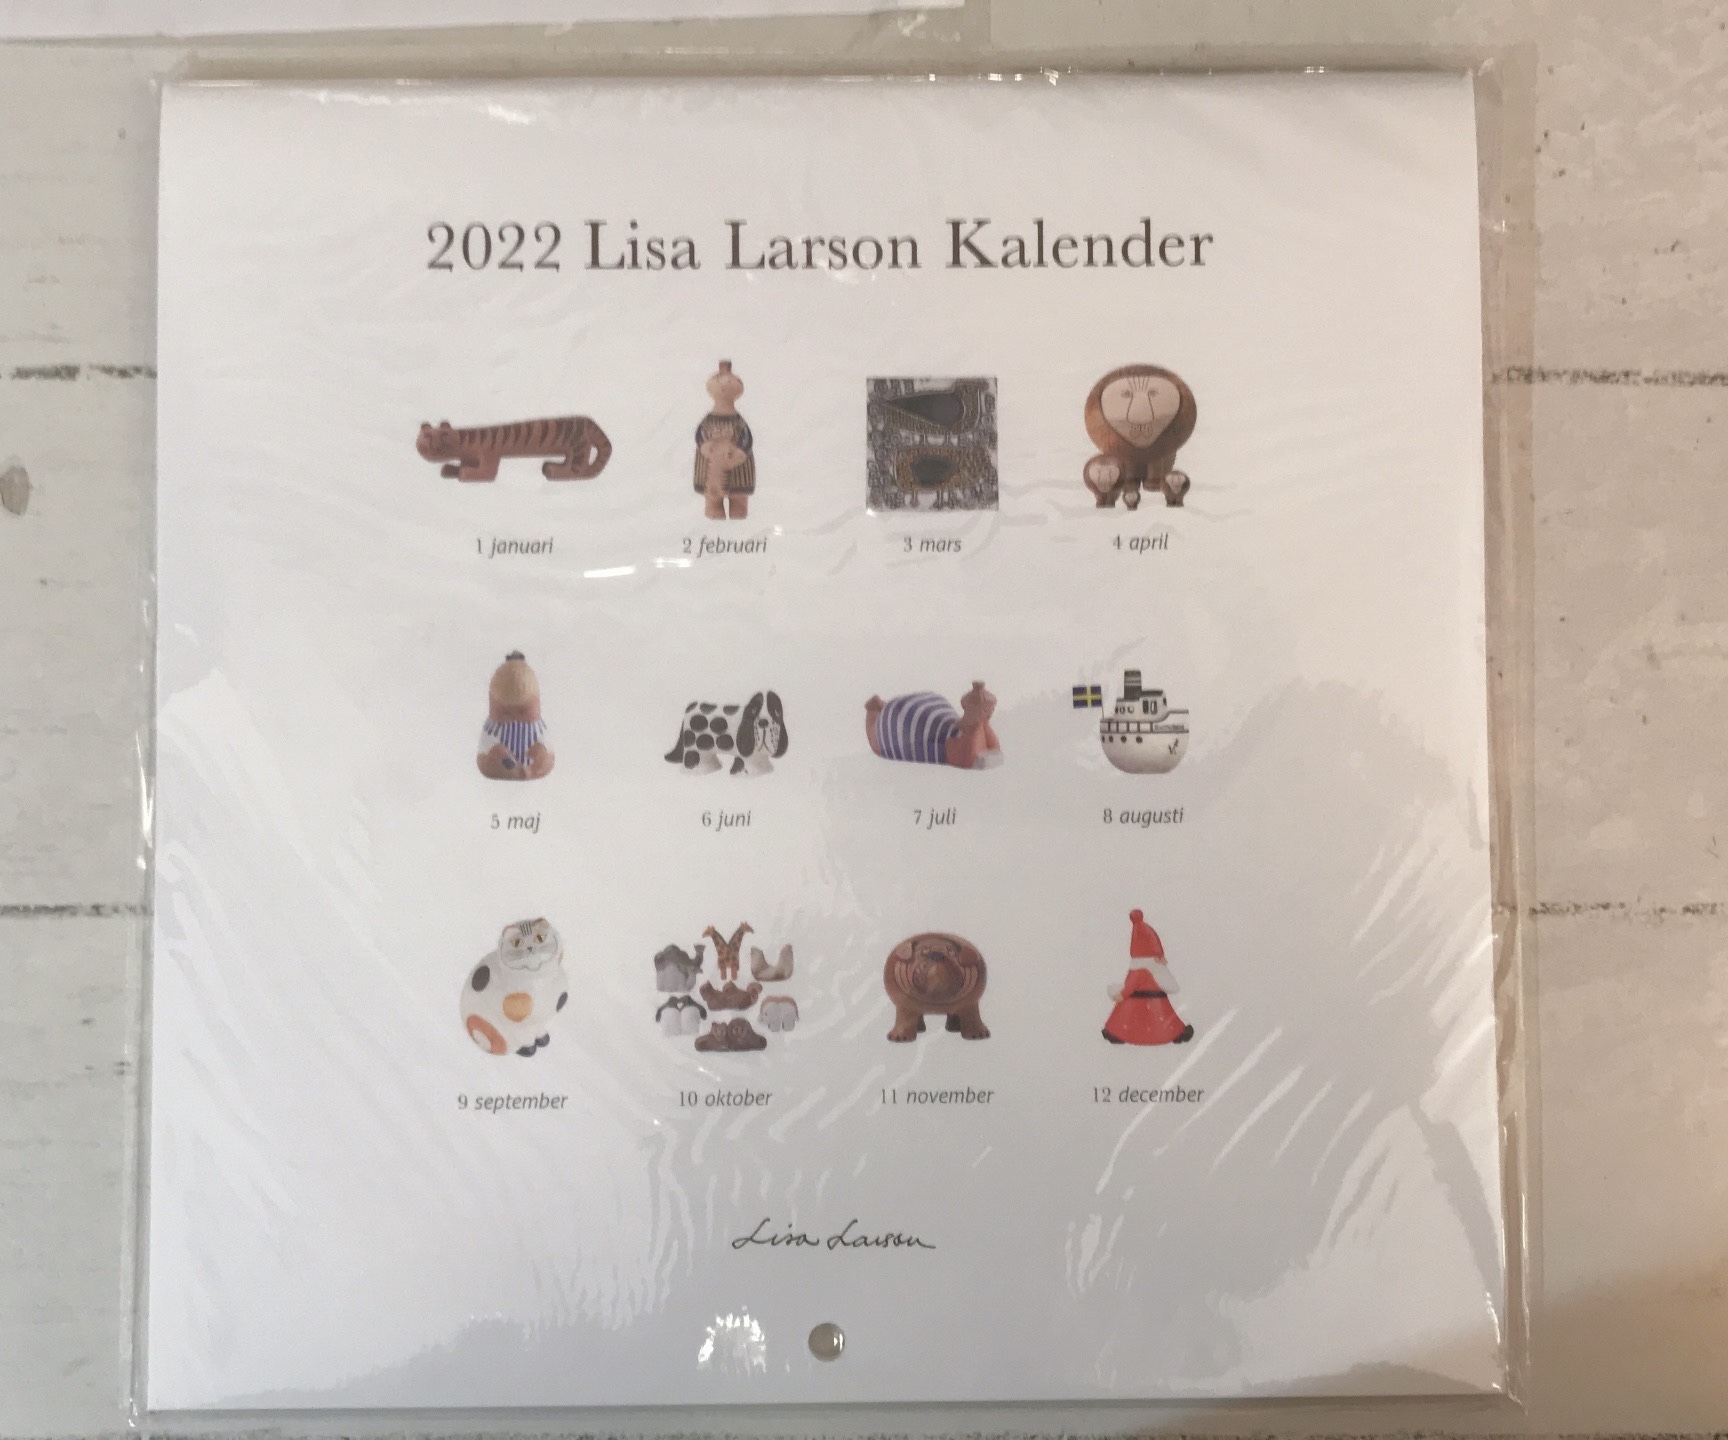 2022 Lisa Larson Kalender
1 januari
2 februari
3 mars
4 april
5 maj
6 juni
7 juli
8 augusti
9 september
10 oktober
11 november
12 december
Lisa Larson